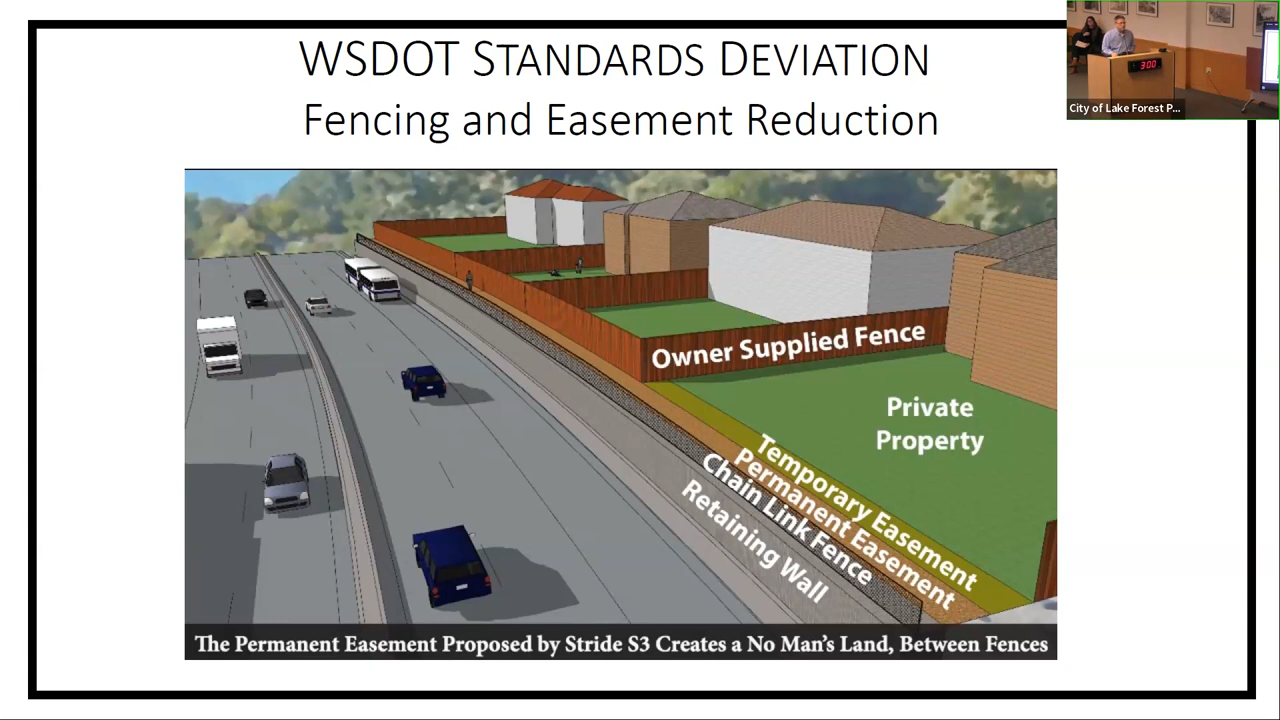 WSDOT STANDARDS DEVIATION
Fencing and Easement Reduction
3:00
City of Lake Forest P...
Owner Supplied Fence
Private
Property
Temporary Easement
Permanent Easement
Chain Link Fence
Retaining Wall
The Permanent Easement Proposed by Stride S3 Creates a No Man's Land, Between Fences